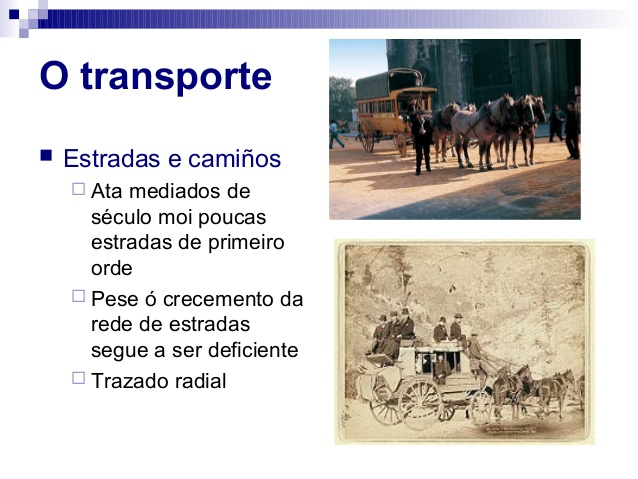 O transporte
Estradas e camiños
Ata mediados de
século moi poucas
estradas de primeiro
orde
Pese ó crecemento da
rede de estradas
segue a ser deficiente
Trazado radial